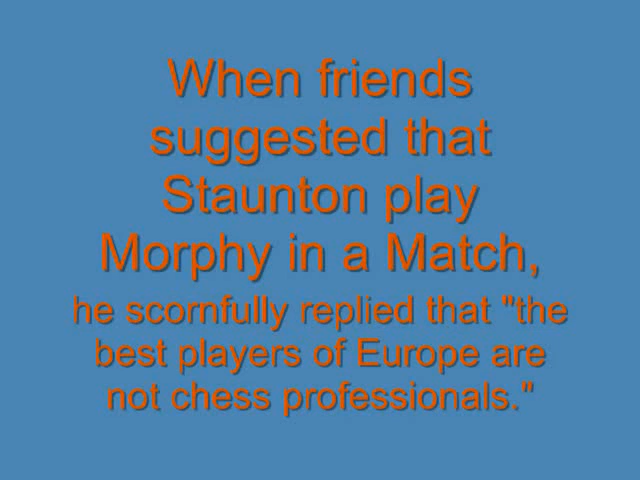 When friends
suggested that
Staunton play
Morphy in a Match,
he scornfully replied that "the
best players of Europe are
not chess professionals."